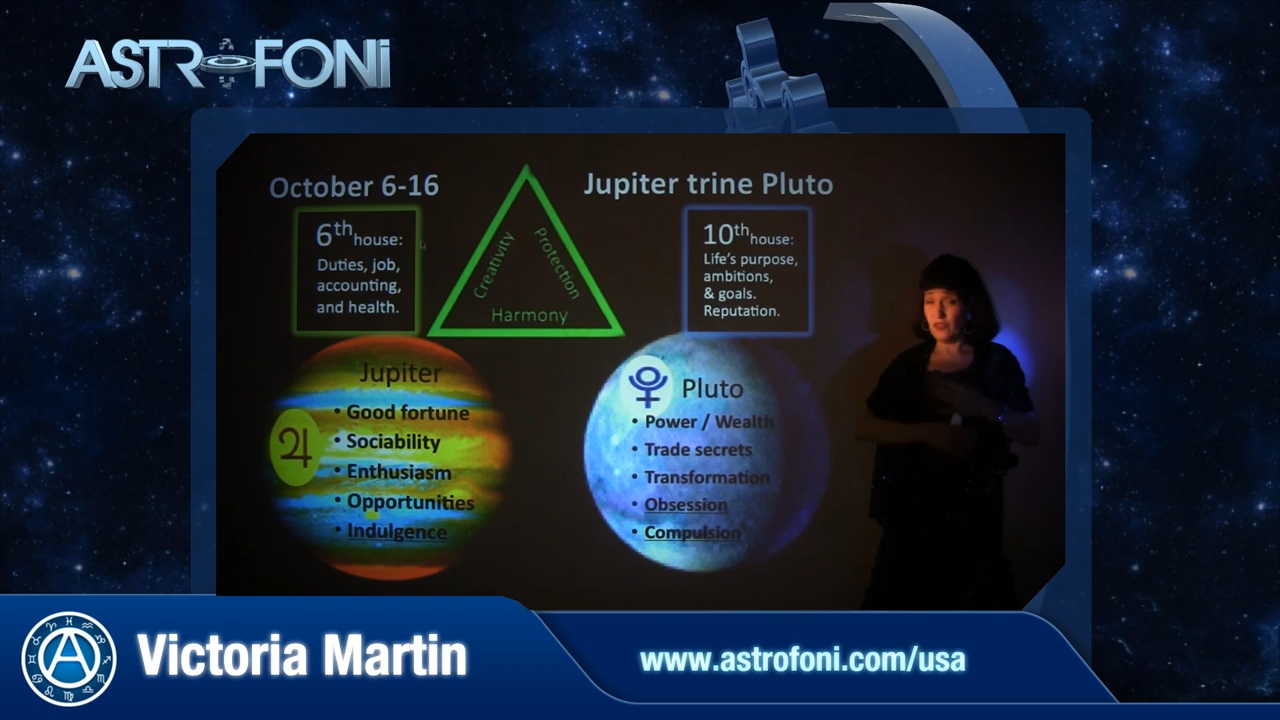 ASTROFONi
October 6-16
Jupiter trine Pluto
6th house:
Duties, job,
accounting,
and health.
Creativity
Protection
Harmony
10th house:
Life's purpose,
ambitions,
& goals.
Reputation.
Jupiter
• Good fortune
• Sociability
• Enthusiasm
• Opportunities
• Indulgence
Pluto
• Power / Wealth
• Trade secrets
• Transformation
• Obsession
• Compulsion
Victoria Martin
www.astrofoni.com/usa